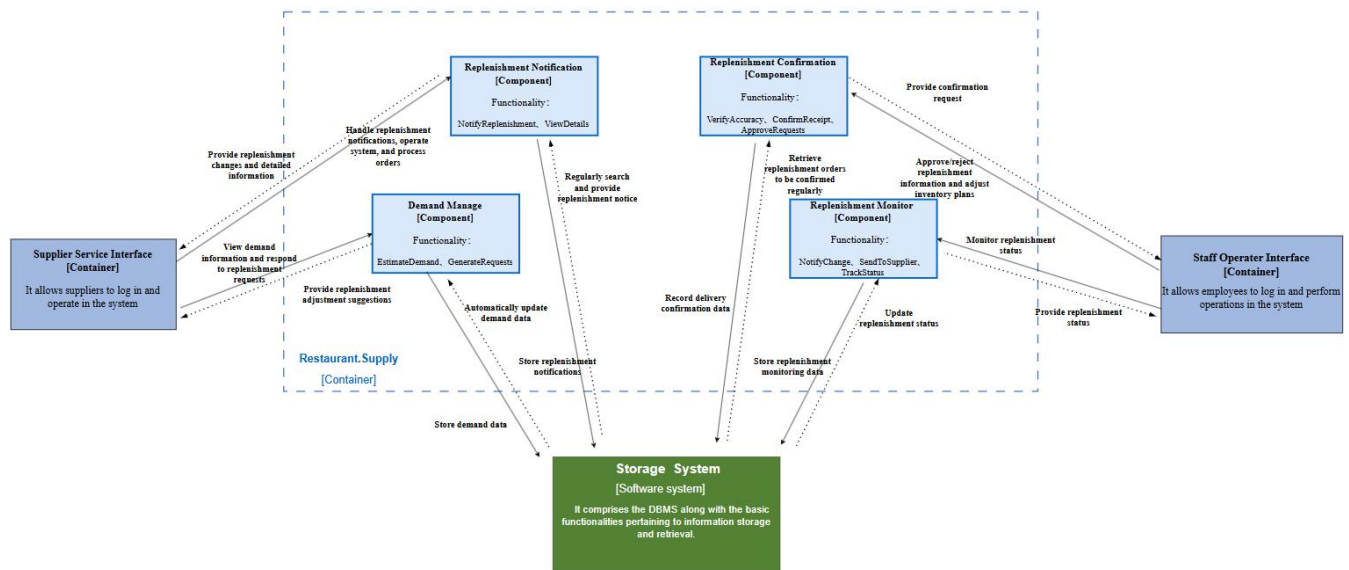 Replenishment Notification
[Component]
Functionality：
NotifyReplenishment、ViewDetails
Replenishment Confirmation
[Component]
Functionality：
VerifyAccuracy、ConfirmReceipt、
ApproveRequests
Provide confirmation
request
Handle replenishment
notifications, operate
system, and process
orders
Provide replenishment
changes and detailed
information
Regularly search
and provide
replenishment notice
Retrieve
replenishment orders
to be confirmed
regularly
Approve/reject
replenishment
information and adjust
inventory plans
Demand Manage
[Component]
Functionality：
EstimateDemand、GenerateRequests
Replenishment Monitor
[Component]
Functionality：
NotifyChange、SendToSupplier、
TrackStatus
Supplier Service Interface
[Container]
It allows suppliers to log in and
operate in the system
View demand
information and respond
to replenishment
requests
Monitor replenishment
status
Staff Operater Interface
[Container]
It allows employees to log in and perform
operations in the system
Provide replenishment
adjustment suggestions
Automatically update
demand data
Record delivery
confirmation data
Update
replenishment status
Provide replenishment
status
Restaurant.Supply
[Container]
Store replenishment
notifications
Store replenishment
monitoring data
Store demand data
Storage System
[Software system]
It comprises the DBMS along with the basic
functionalities pertaining to information storage
and retrieval.